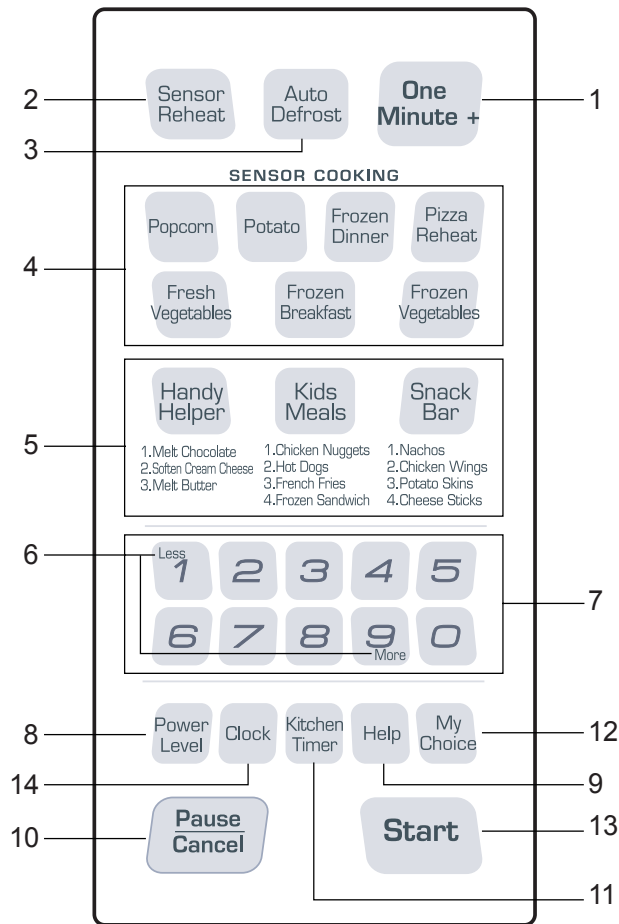 2
Sensor
Reheat
Auto
Defrost
One
Minute +
1
3
SENSOR COOKING
4
Popcorn
Potato
Frozen
Dinner
Pizza
Reheat
Fresh
Vegetables
Frozen
Breakfast
Frozen
Vegetables
5
Handy
Helper
1.Melt Chocolate
2.Soften Cream Cheese
3.Melt Butter
Kids
Meals
1.Chicken Nuggets
2.Hot Dogs
3.French Fries
4.Frozen Sandwich
Snack
Bar
1.Nachos
2.Chicken Wings
3.Potato Skins
4.Cheese Sticks
6
Less
1 2 3 4 5
7
6 7 8 9 0
More
8
Power
Level
Clock
Kitchen
Timer
Help
My
Choice
12
14
9
10
Pause
Cancel
Start
13
11